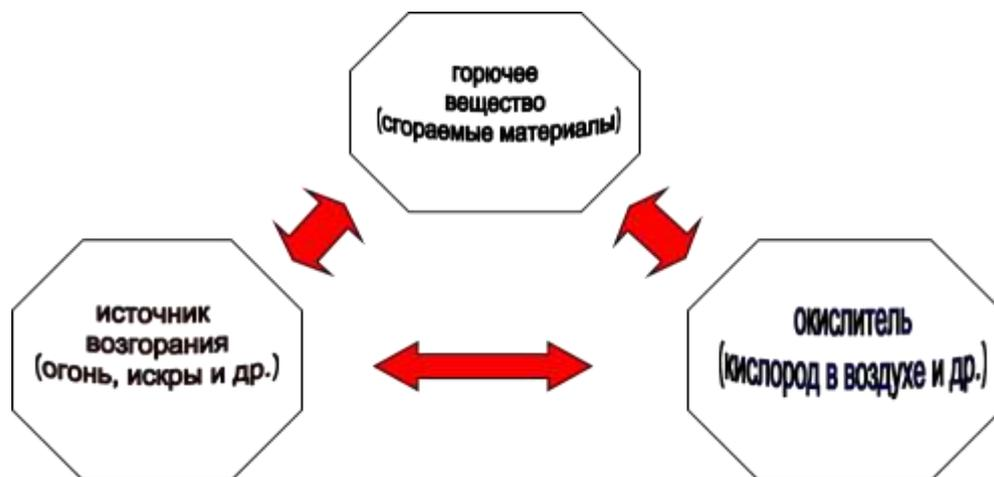 горючее
вещество
(сгораемые материалы)
источник
возгорания
(огонь, искры и др.)
окислитель
(кислород в воздухе и др.)